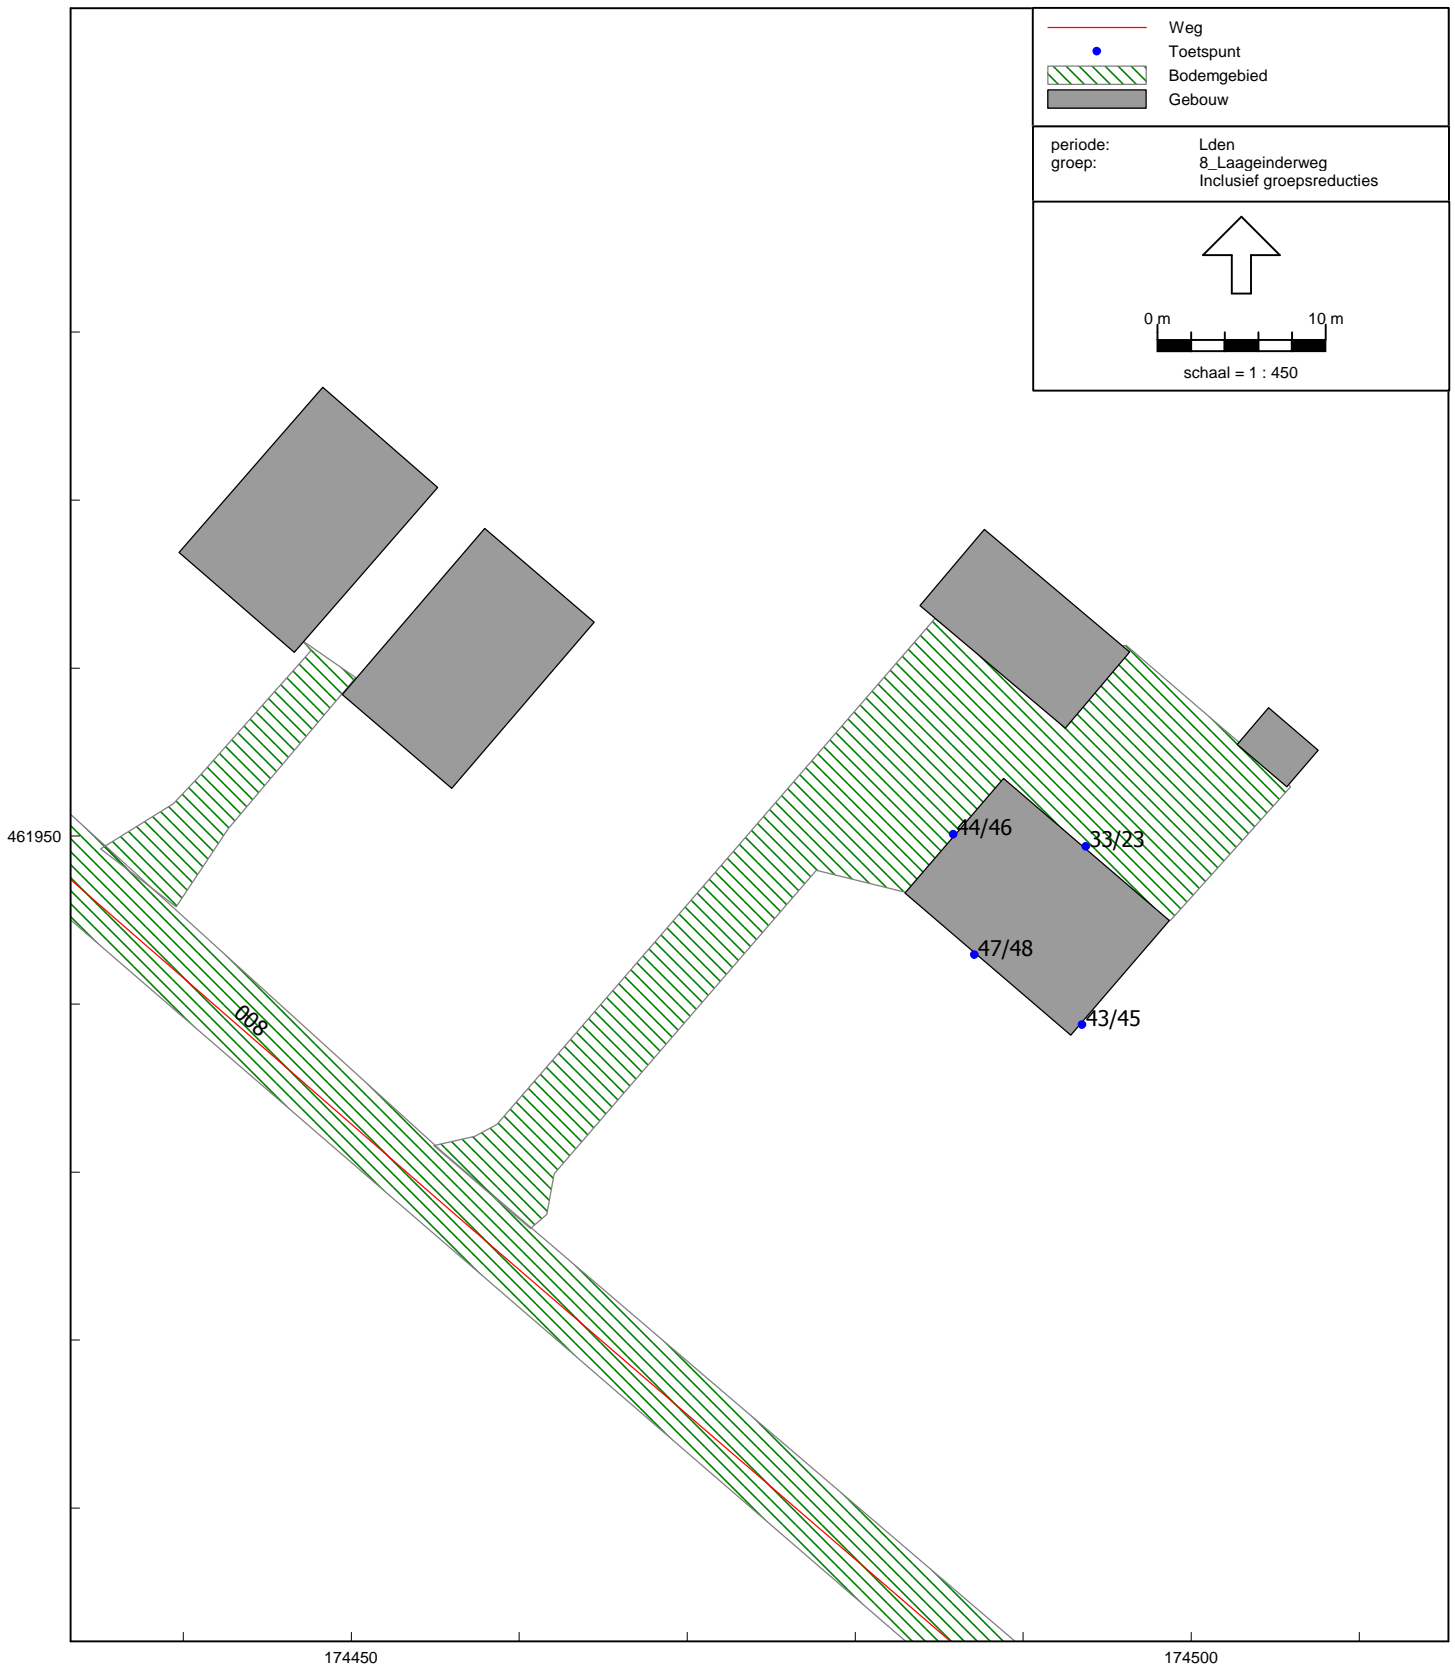 Weg
Toetspunt
Bodemgebied
Gebouw
periode: Lden
groep: 8_Laageinderweg
Inclusief groepsreducties
0 m 10 m
schaal = 1 : 450
461950
44/46
33/23
47/48
43/45
008
174450 174500